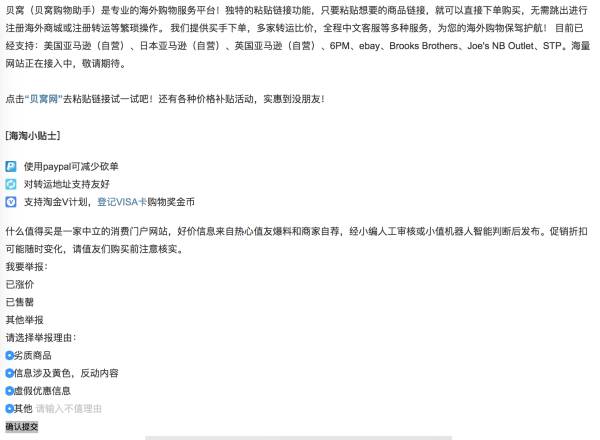 贝窝（贝窝购物助手）是专业的海外购物服务平台！独特的粘贴链接功能，只要粘贴想要的商品链接，就可以直接下单购买，无需跳出进行
注册海外商城或注册转运等繁琐操作。 我们提供买手下单，多家转运比价，全程中文客服等多种服务，为您的海外购物保驾护航！ 目前已
经支持：美国亚马逊（自营）、日本亚马逊（自营）、英国亚马逊（自营）、6PM、ebay、Brooks Brothers、Joe's NB Outlet、STP。海量
网站正在接入中，敬请期待。
点击“贝窝网”去粘贴链接试一试吧！还有各种价格补贴活动，实惠到没朋友！
[海淘小贴士]
使用paypal可减少砍单
对转运地址支持友好
支持淘金V计划，登记VISA卡购物奖金币
什么值得买是一家中立的消费门户网站，好价信息来自热心值友爆料和商家自荐，经小编人工审核或小值机器人智能判断后发布。促销折扣
可能随时变化，请值友们购买前注意核实。
我要举报：
已涨价
已售罄
其他举报
请选择举报理由：
劣质商品
信息涉及黄色，反动内容
虚假优惠信息
其他 请输入不值理由
确认提交